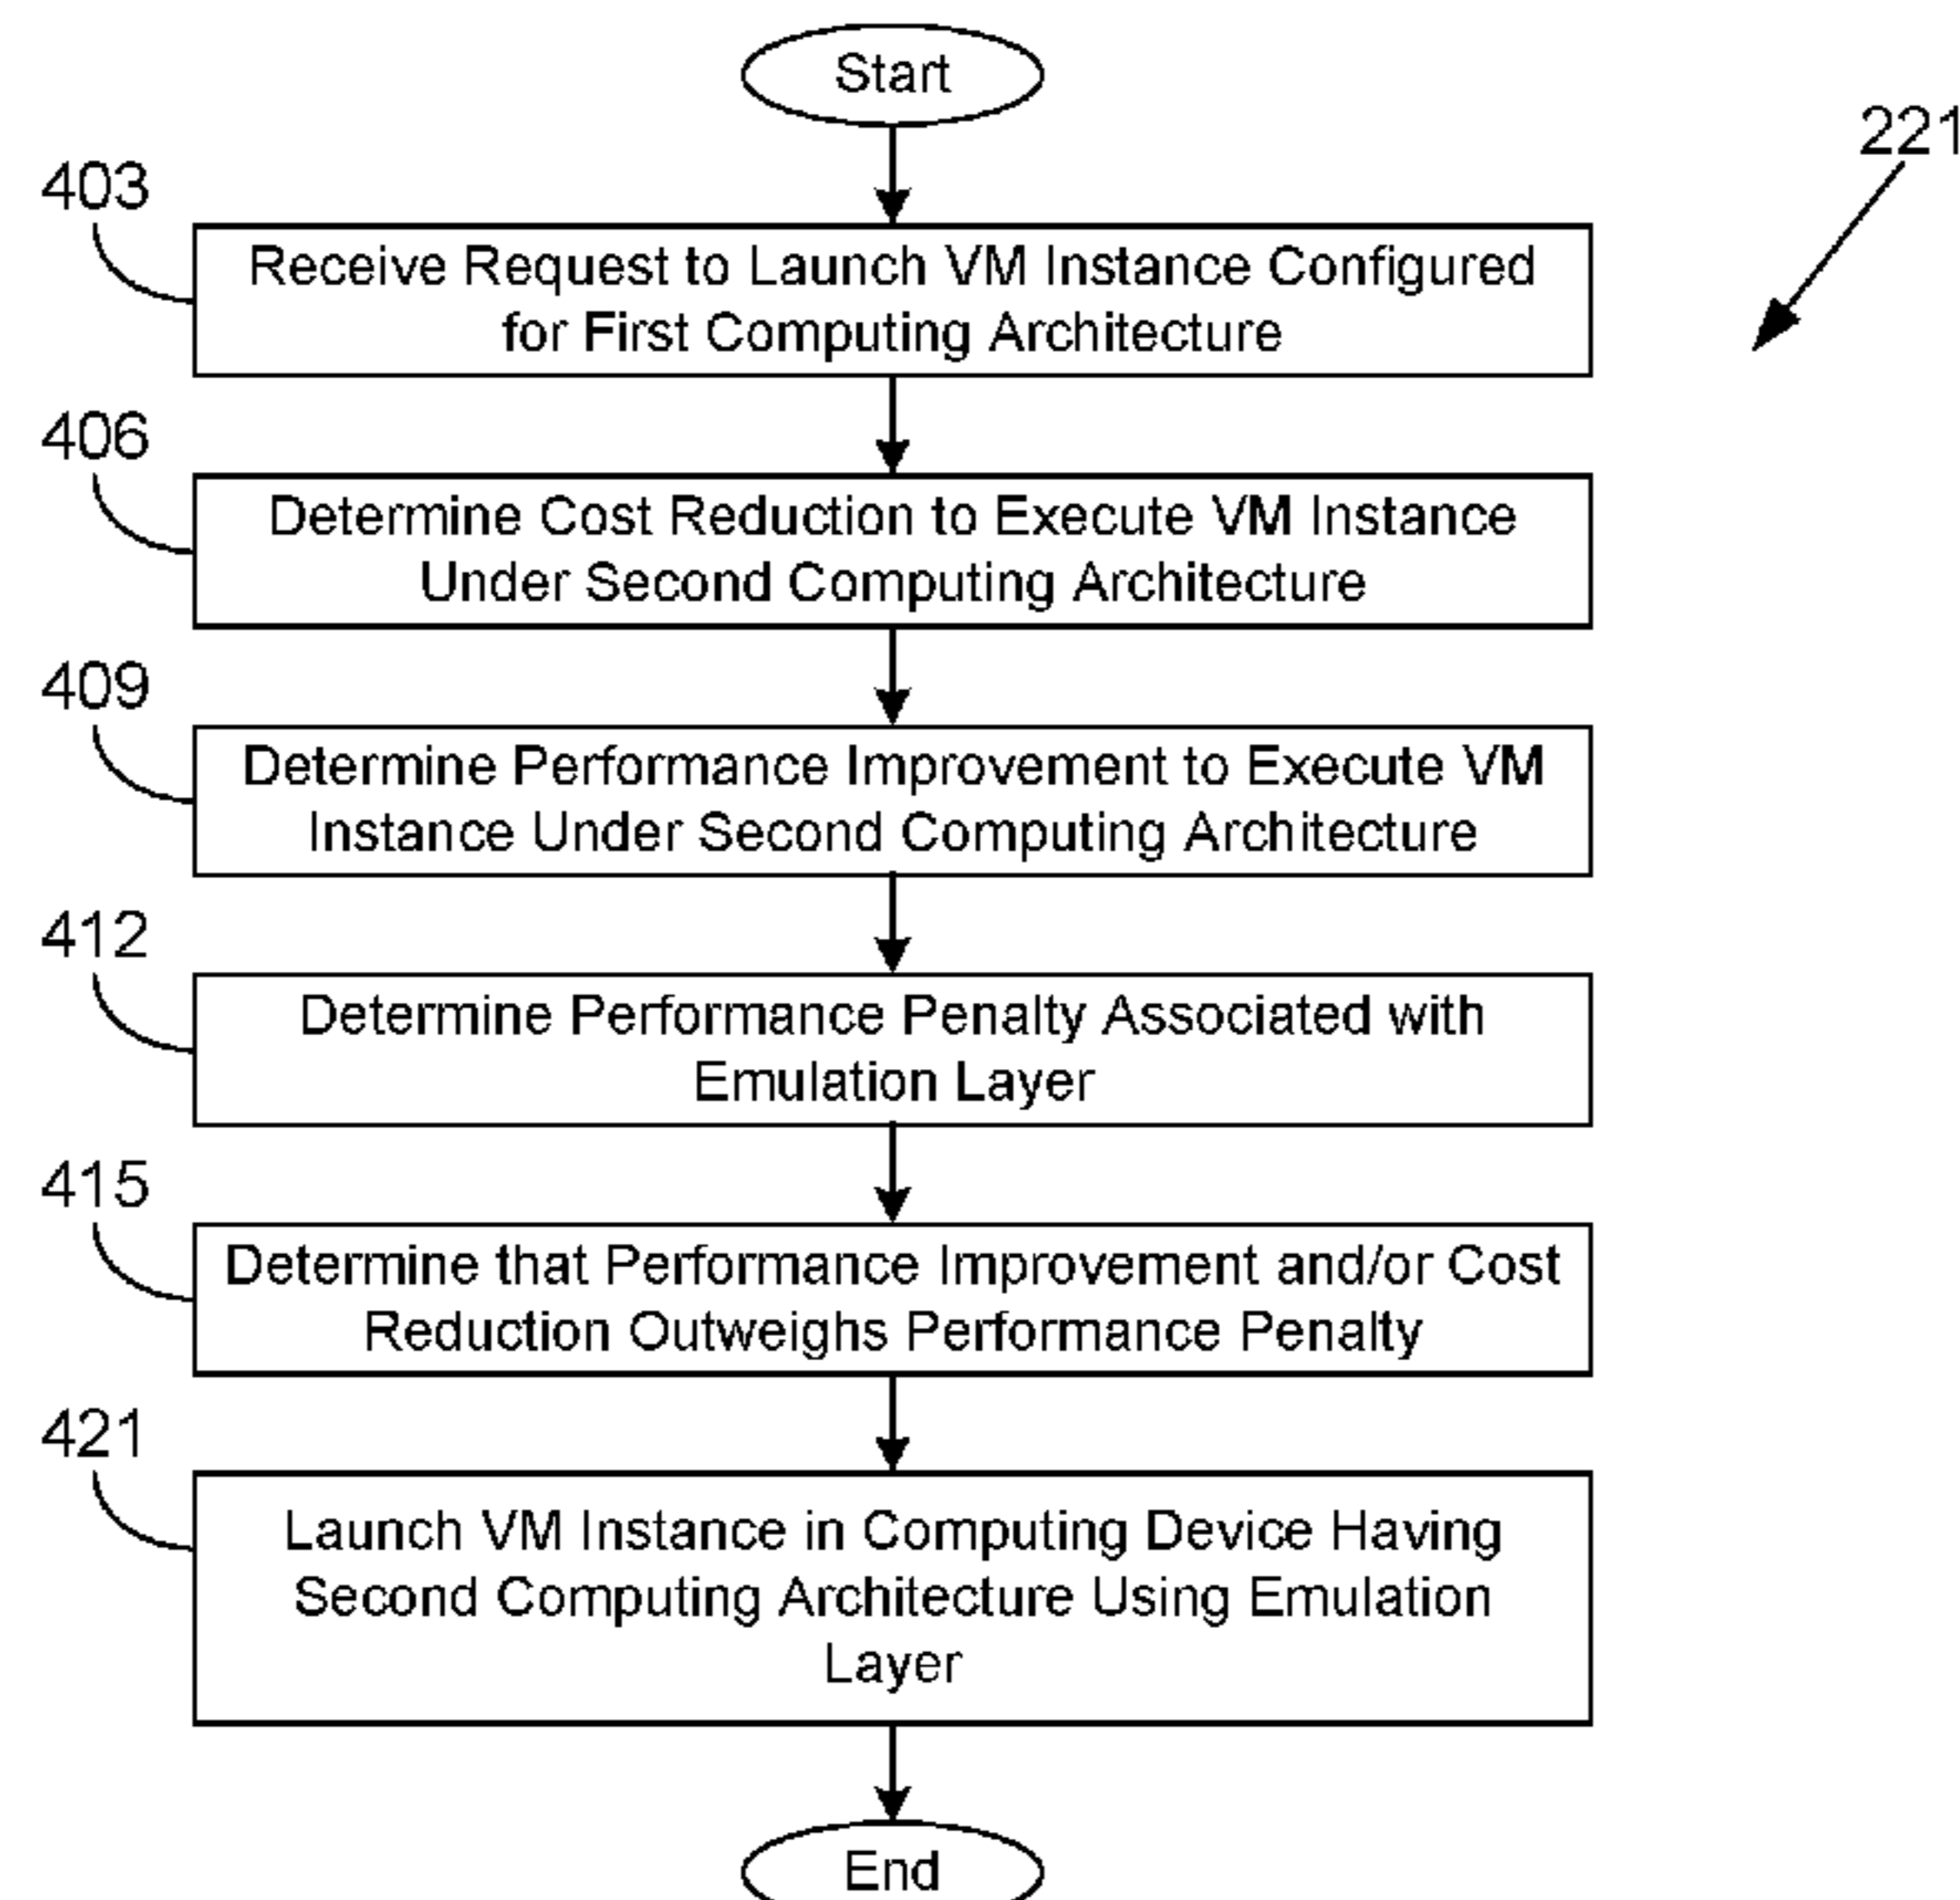 Start
221
403
Receive Request to Launch VM Instance Configured
for First Computing Architecture
406
Determine Cost Reduction to Execute VM Instance
Under Second Computing Architecture
409
Determine Performance Improvement to Execute VM
Instance Under Second Computing Architecture
412
Determine Performance Penalty Associated with
Emulation Layer
415
Determine that Performance Improvement and/or Cost
Reduction Outweighs Performance Penalty
421
Launch VM Instance in Computing Device Having
Second Computing Architecture Using Emulation
Layer
End